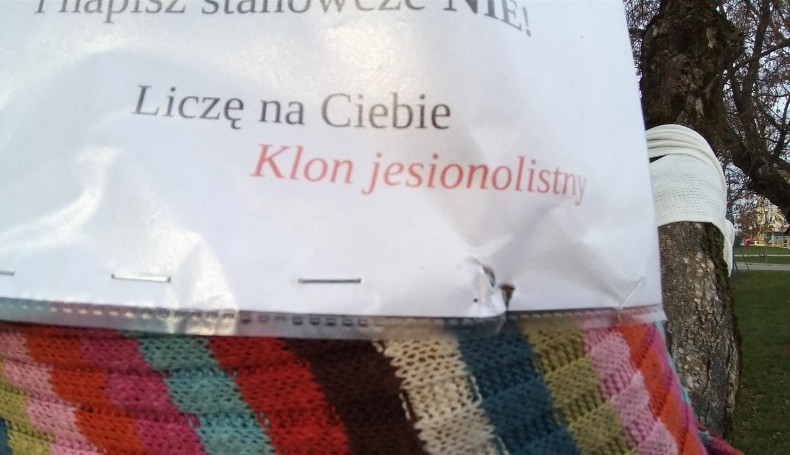 i napisz stanowcze NIE!
Liczę na Ciebie
Klon jesionolistny